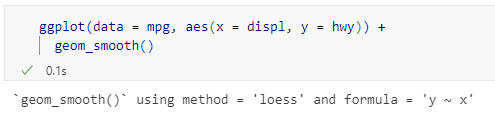 ggplot(data = mpg, aes(x = displ, y = hwy)) +
geom_smooth()
0.1s
`geom_smooth()` using method = 'loess' and formula = 'y ~ x'